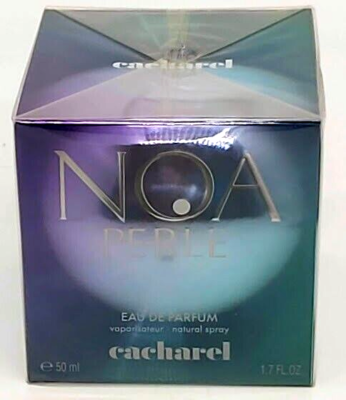 cacharel
NOA
PERLE
EAU DE PARFUM
vaporisateur natural spray
cacharel
e 50 ml 1.7 FL.OZ